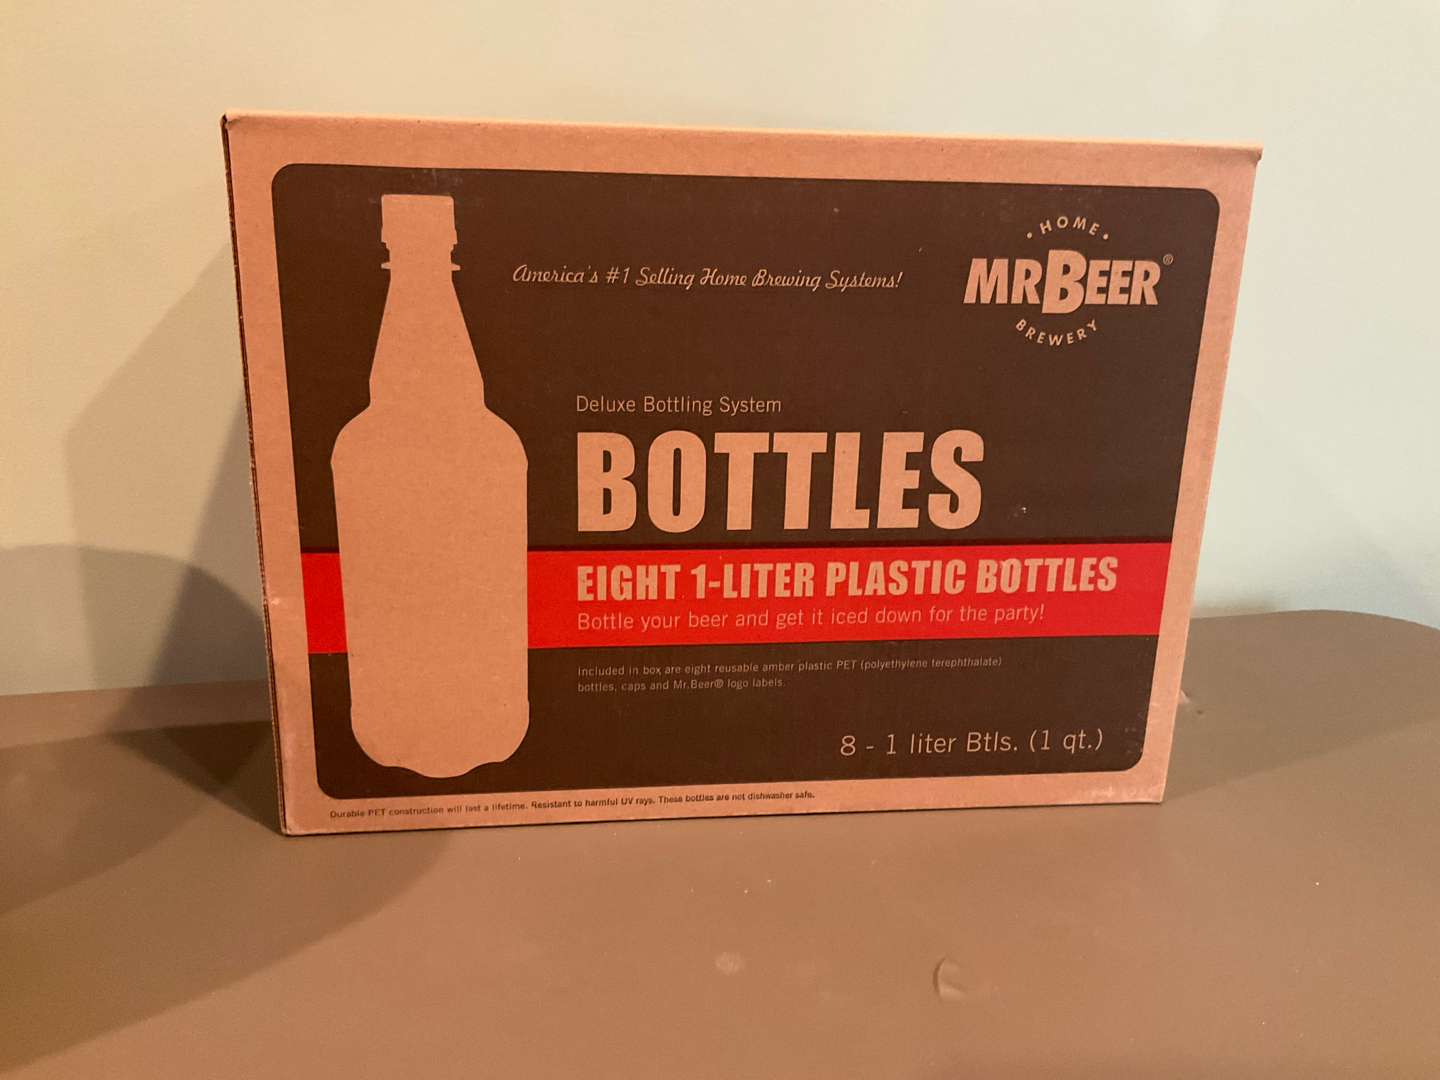 America's #1 Selling Home Brewing Systems!
HOME
MRBEER®
BREWERY
Deluxe Bottling System
BOTTLES
EIGHT 1-LITER PLASTIC BOTTLES
Bottle your beer and get it iced down for the party!
Included in box are eight reusable amber plastic PET (polyethylene terephthalate)
bottles, caps and Mr.Beer® logo labels.
8 - 1 liter Btls. (1 qt.)
Durable PET construction will last a lifetime. Resistant to harmful UV rays. These bottles are not dishwasher safe.